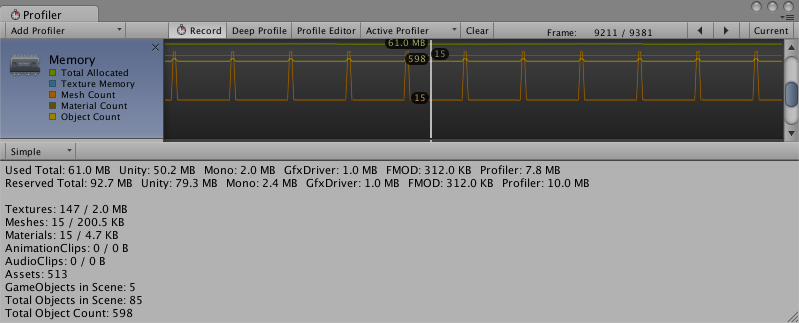 Profiler
Add Profiler Record Deep Profile Profile Editor Active Profiler Clear Frame: 9211 / 9381 Current
Memory
Total Allocated
Texture Memory
Mesh Count
Material Count
Object Count
61.0 MB
15
598
15
Simple
Used Total: 61.0 MB Unity: 50.2 MB Mono: 2.0 MB GfxDriver: 1.0 MB FMOD: 312.0 KB Profiler: 7.8 MB
Reserved Total: 92.7 MB Unity: 79.3 MB Mono: 2.4 MB GfxDriver: 1.0 MB FMOD: 312.0 KB Profiler: 10.0 MB
Textures: 147 / 2.0 MB
Meshes: 15 / 200.5 KB
Materials: 15 / 4.7 KB
AnimationClips: 0 / 0 B
AudioClips: 0 / 0 B
Assets: 513
GameObjects in Scene: 5
Total Objects in Scene: 85
Total Object Count: 598